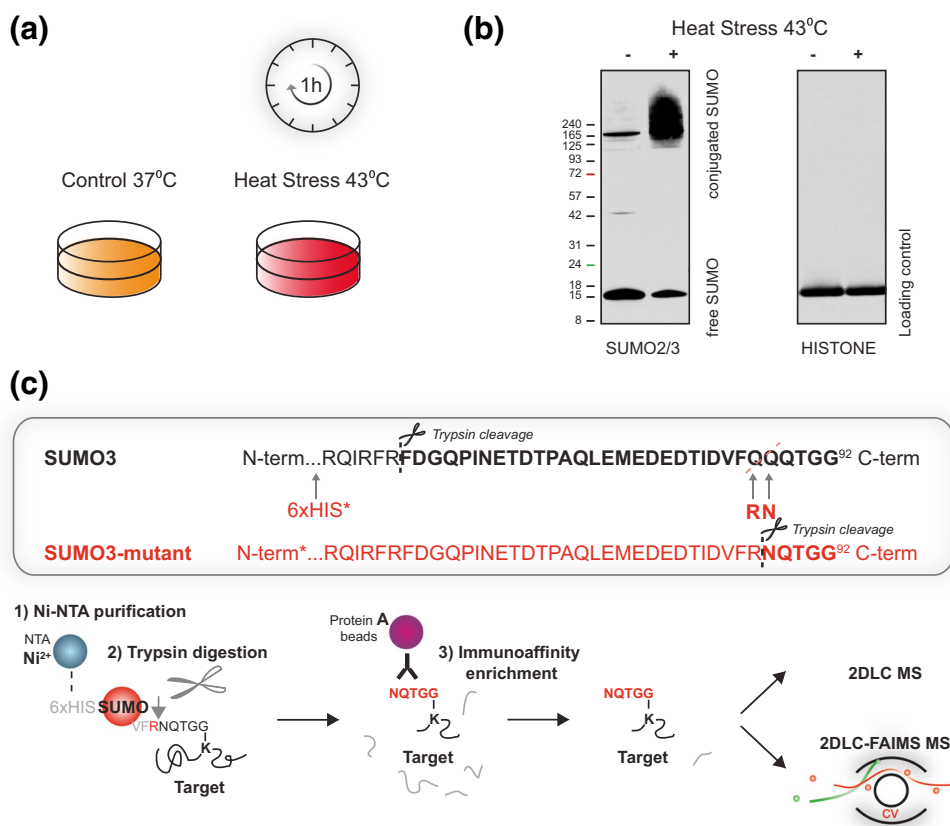 (a)
1h
Control 37⁰C
Heat Stress 43⁰C
(b)
Heat Stress 43⁰C
- +
- +
240
165
125
93
72
57
42
31
24
18
15
8
conjugated SUMO
free SUMO
Loading control
SUMO2/3
HISTONE
(c)
Trypsin cleavage
SUMO3
N-term...RQIRFRFDGQPINETDTPAQLEMEDEDTIDVFQQQTGG⁹² C-term
6xHIS*
RN
Trypsin cleavage
SUMO3-mutant
N-term*...RQIRFRFDGQPINETDTPAQLEMEDEDTIDVFRNQTGG⁹² C-term
1) Ni-NTA purification
NTA
Ni²⁺
2) Trypsin digestion
6xHIS SUMO
VFRNQTGG
K
Target
Protein A
beads
3) Immunoaffinity
enrichment
NQTGG
K
Target
NQTGG
K
Target
2DLC MS
2DLC-FAIMS MS
CV